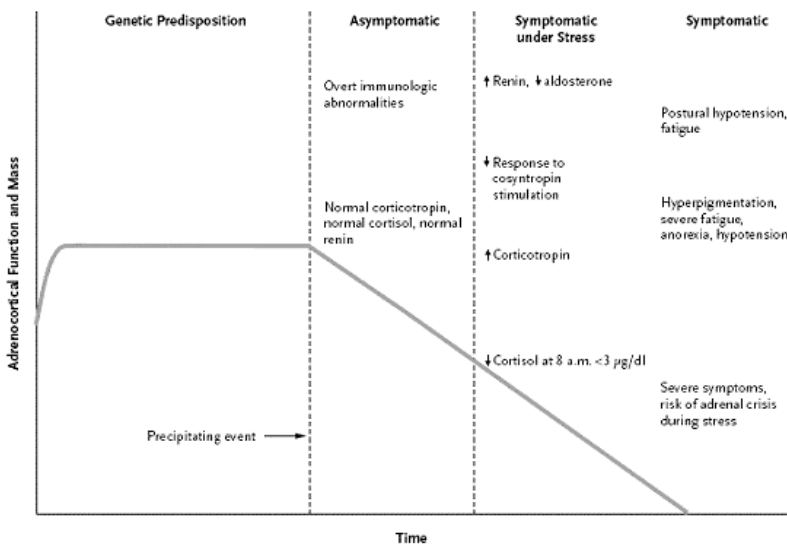 Genetic Predisposition
Asymptomatic
Symptomatic
under Stress
Symptomatic
Overt immunologic
abnormalities
Normal corticotropin,
normal cortisol, normal
renin
↑ Renin, ↓ aldosterone
↓ Response to
cosyntropin
stimulation
↑ Corticotropin
↓ Cortisol at 8 a.m. <3 μg/dl
Postural hypotension,
fatigue
Hyperpigmentation,
severe fatigue,
anorexia, hypotension
Severe symptoms,
risk of adrenal crisis
during stress
Precipitating event →
Adrenocortical Function and Mass
Time